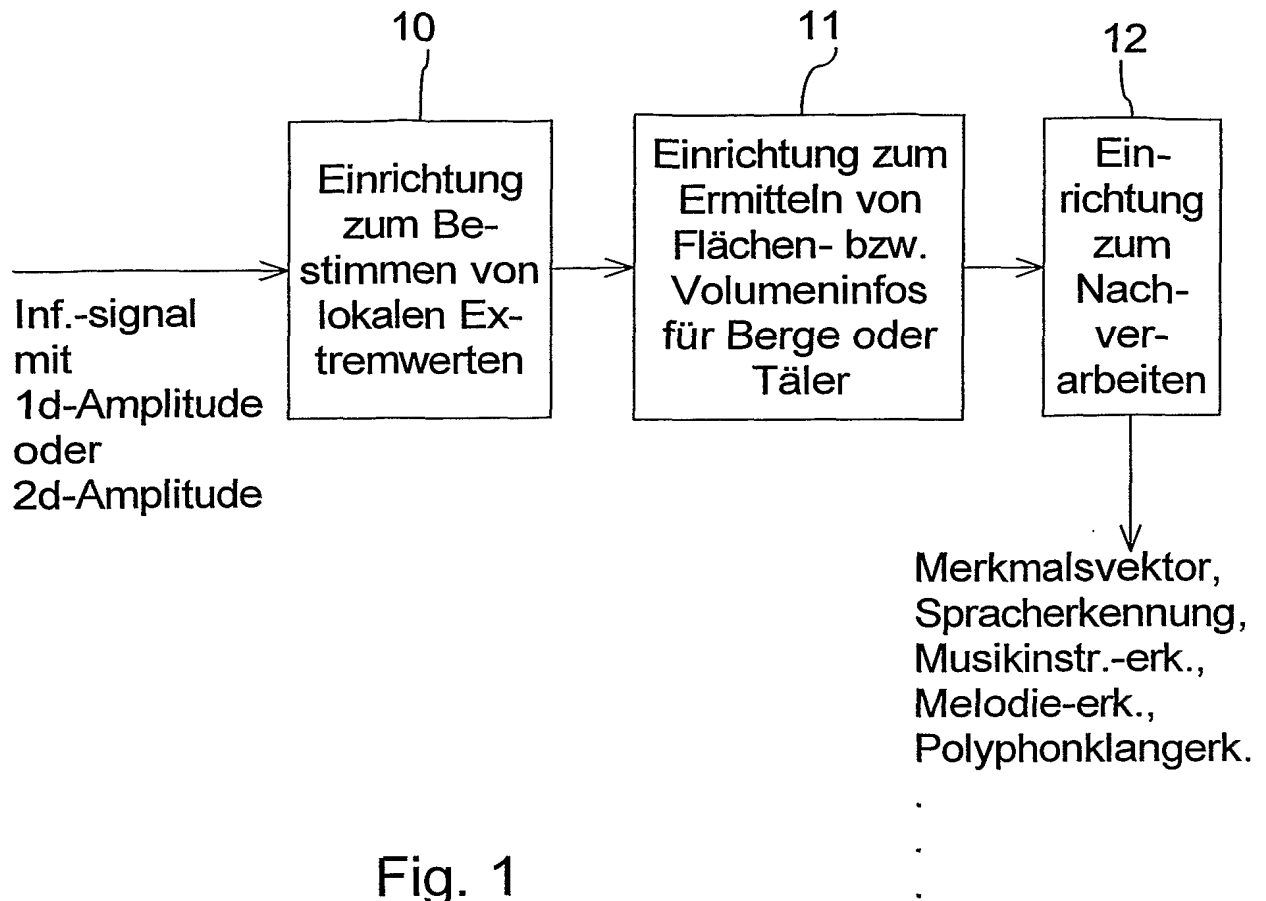 10
11
12
Inf.-signal
mit
1d-Amplitude
oder
2d-Amplitude
Einrichtung
zum Be-
stimmen von
lokalen Ex-
tremwerten
Einrichtung zum
Ermitteln von
Flächen- bzw.
Volumeninfos
für Berge oder
Täler
Ein-
richtung
zum
Nach-
ver-
arbeiten
Merkmalsvektor,
Spracherkennung,
Musikinstr.-erk.,
Melodie-erk.,
Polyphonklangerk.
.
.
.
Fig. 1